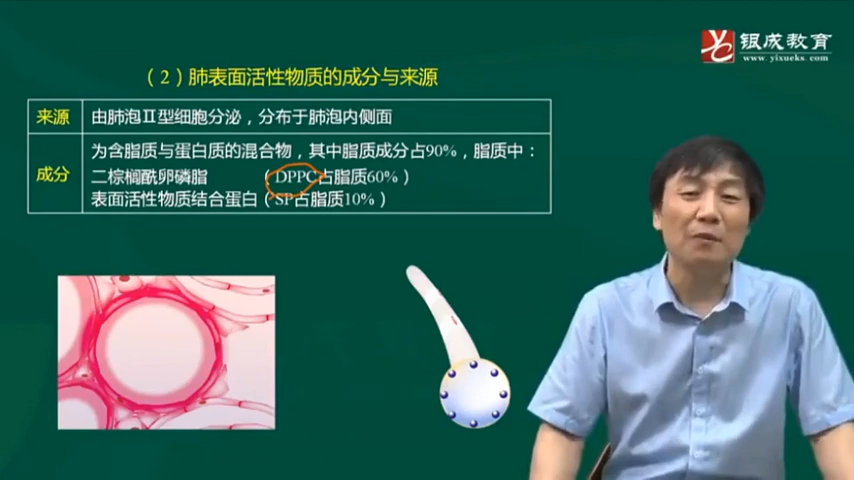 银成教育
www.yixueks.com
（2）肺表面活性物质的成分与来源
来源 由肺泡Ⅱ型细胞分泌，分布于肺泡内侧面
成分 为含脂质与蛋白质的混合物，其中脂质成分占90%，脂质中：
二棕榈酰卵磷脂 （DPPC占脂质60%）
表面活性物质结合蛋白（SP占脂质10%）